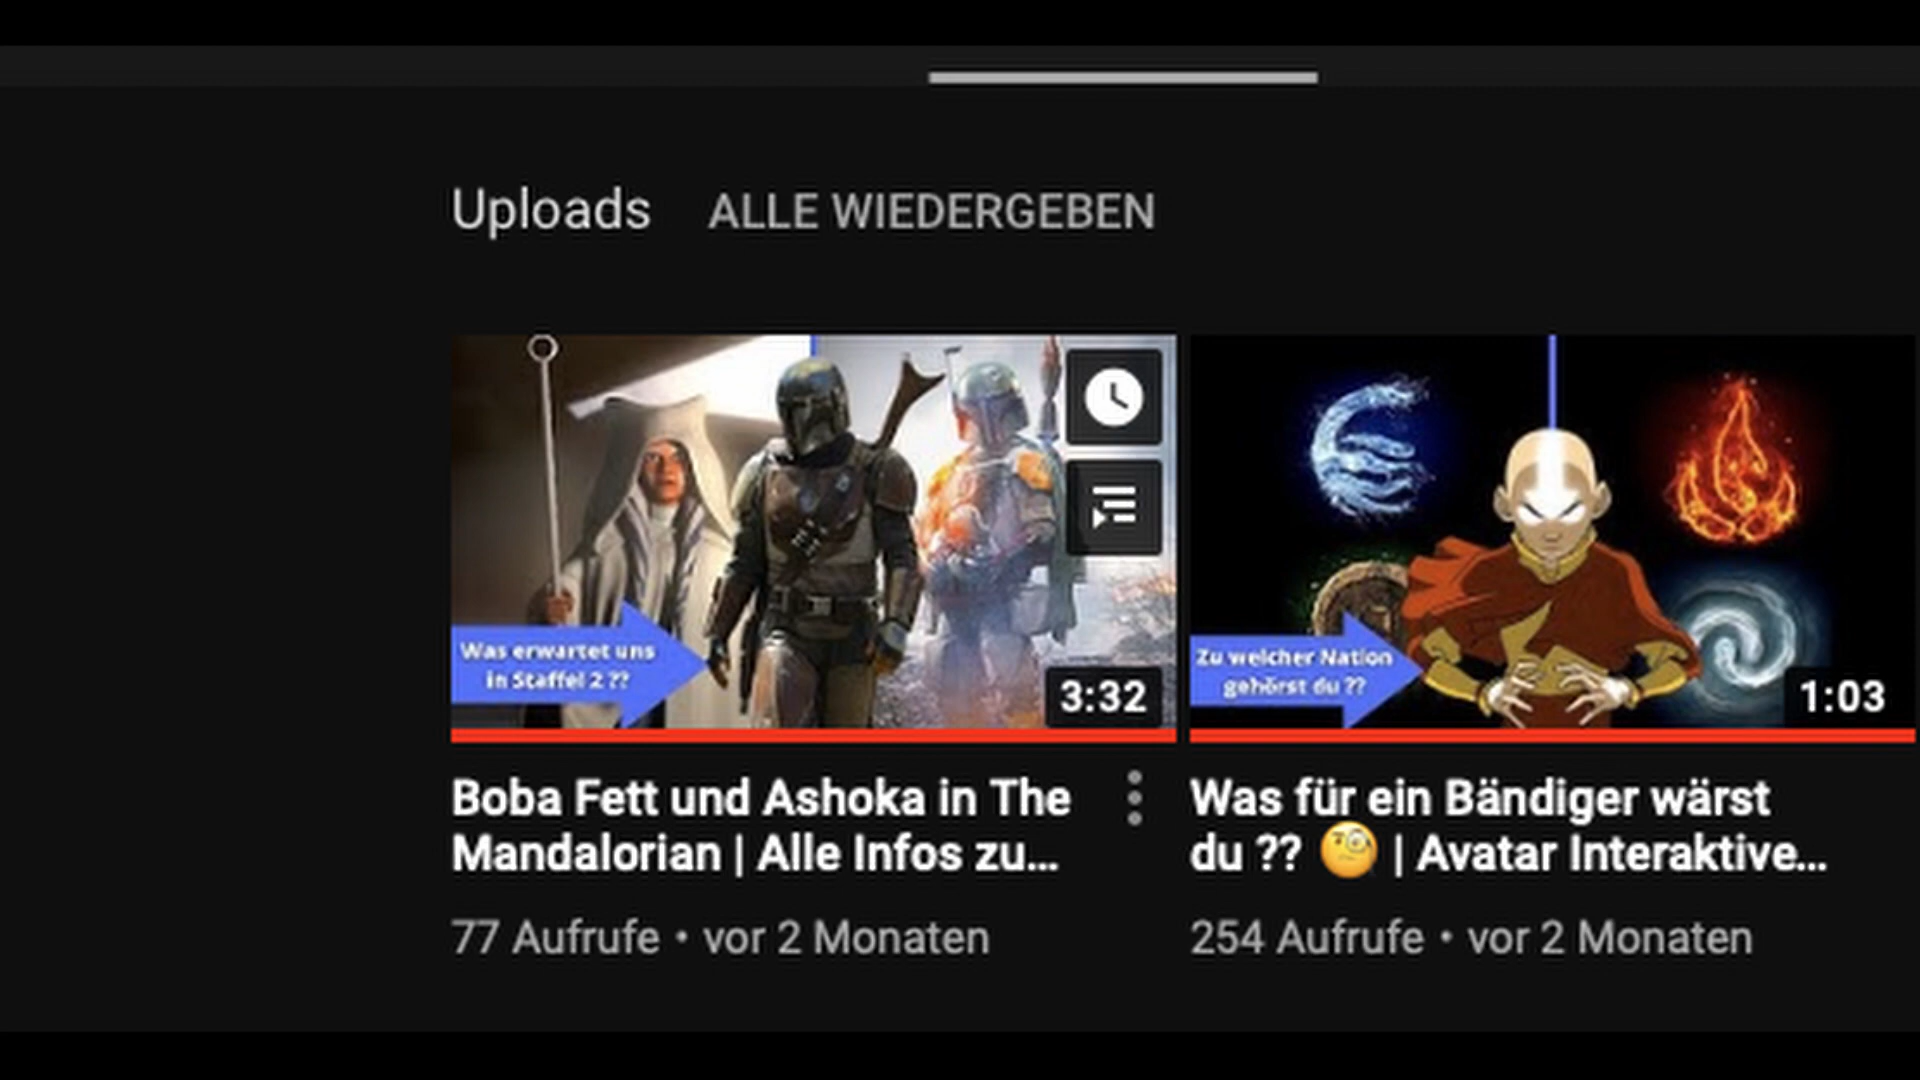 Uploads ALLE WIEDERGEBEN
Was erwartet uns
in Staffel 2 ??
3:32
Zu welcher Nation
gehörst du ??
1:03
Boba Fett und Ashoka in The
Mandalorian | Alle Infos zu...
77 Aufrufe • vor 2 Monaten
Was für ein Bändiger wärst
du ?? 🧐 | Avatar Interaktive...
254 Aufrufe • vor 2 Monaten